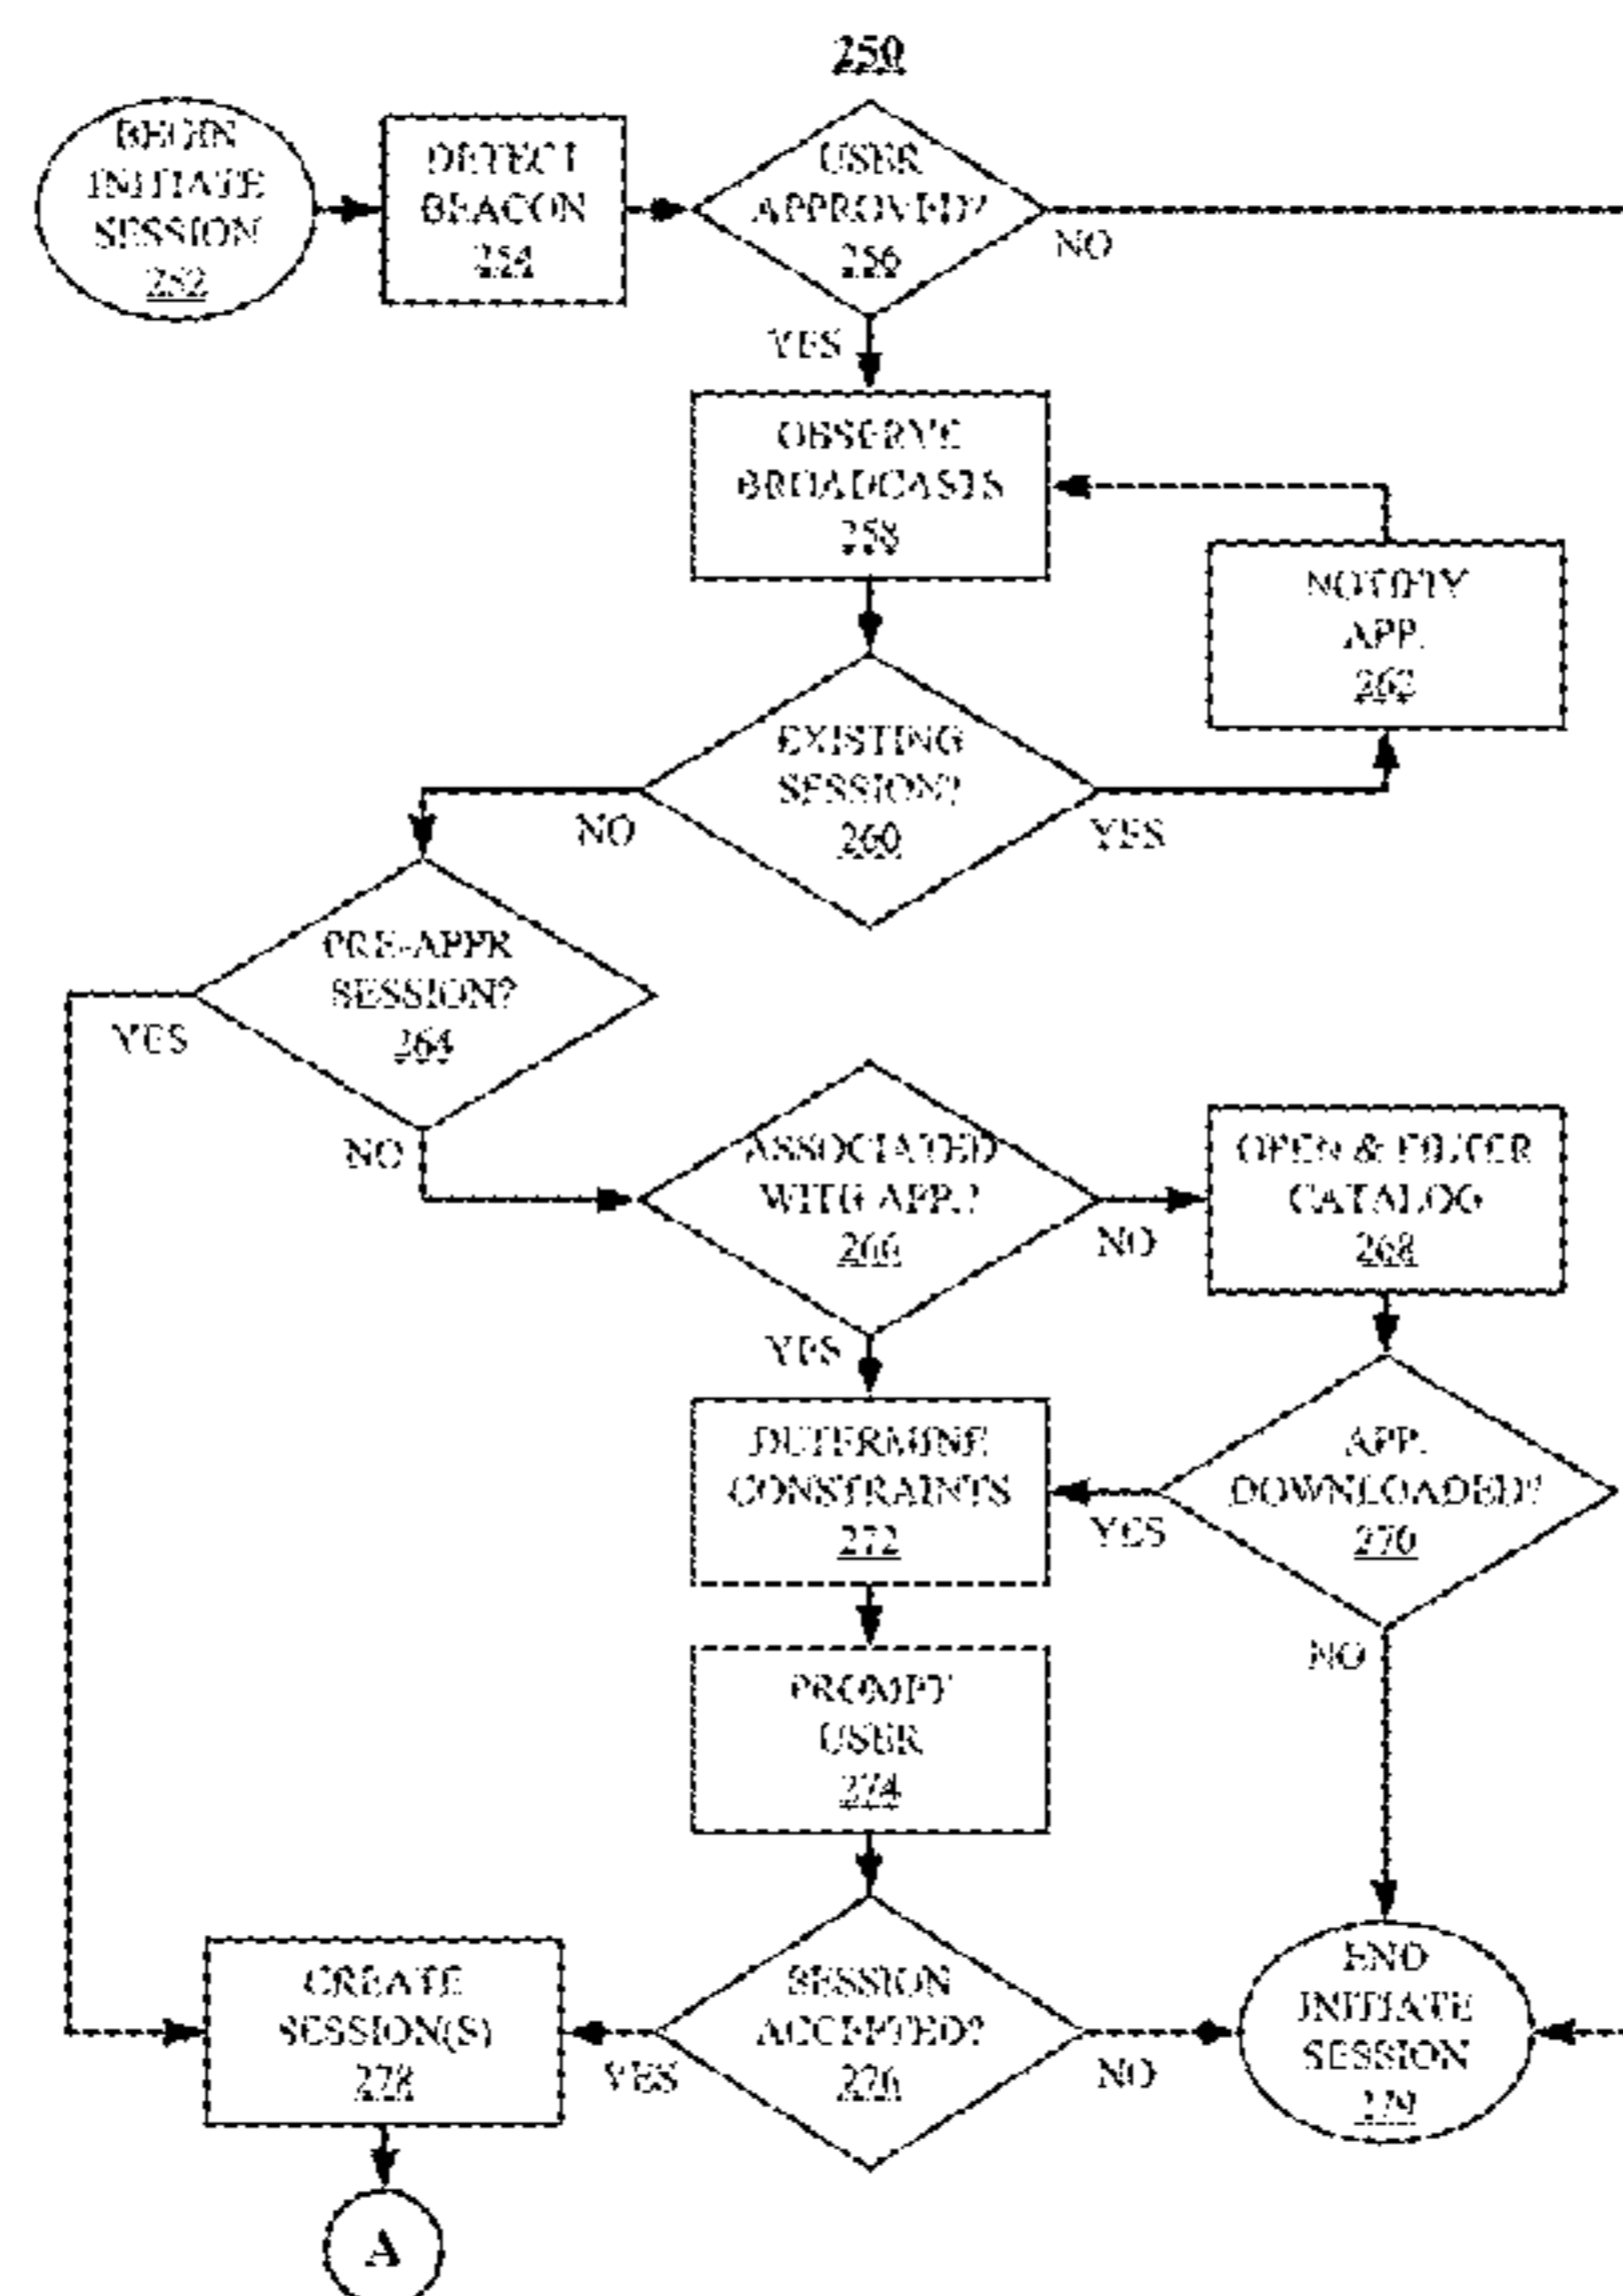 250
BEGIN
INITIATE
SESSION
252
DETECT
BEACON
254
USER
APPROVED?
256
NO
YES
OBSERVE
BROADCASTS
258
NOTIFY
APP.
262
EXISTING
SESSION?
260
NO
YES
PRE-APPR
SESSION?
264
YES
NO
ASSOCIATED
WITH APP.?
266
NO
YES
OPEN & FILTER
CATALOG
268
DETERMINE
CONSTRAINTS
272
APP.
DOWNLOADED?
270
YES
NO
PROMPT
USER
274
CREATE
SESSION(S)
278
SESSION
ACCEPTED?
276
YES
NO
END
INITIATE
SESSION
279
A